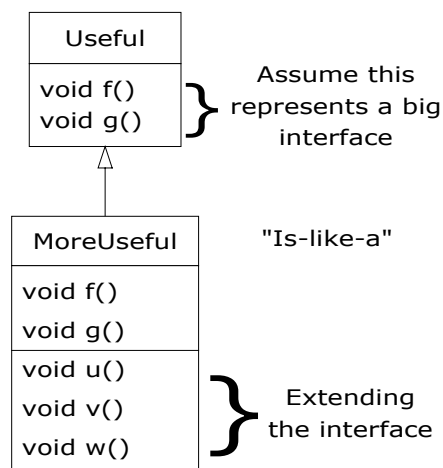 Useful
void f()
void g()
Assume this
represents a big
interface
MoreUseful
"Is-like-a"
void f()
void g()
void u()
void v()
void w()
Extending
the interface